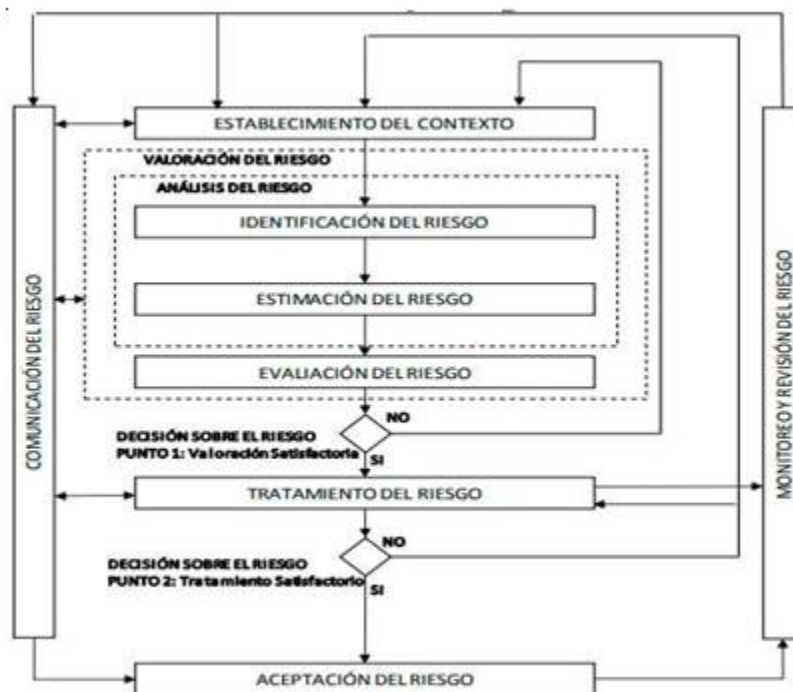 ESTABLECIMIENTO DEL CONTEXTO
VALORACIÓN DEL RIESGO
ANÁLISIS DEL RIESGO
IDENTIFICACIÓN DEL RIESGO
ESTIMACIÓN DEL RIESGO
EVALIACIÓN DEL RIESGO
NO
DECISIÓN SOBRE EL RIESGO
PUNTO 1: Valoración Satisfactoria
SI
TRATAMIENTO DEL RIESGO
NO
DECISIÓN SOBRE EL RIESGO
PUNTO 2: Tratamiento Satisfactorio
SI
ACEPTACIÓN DEL RIESGO
COMUNICACIÓN DEL RIESGO
MONITOREO Y REVISIÓN DEL RIESGO